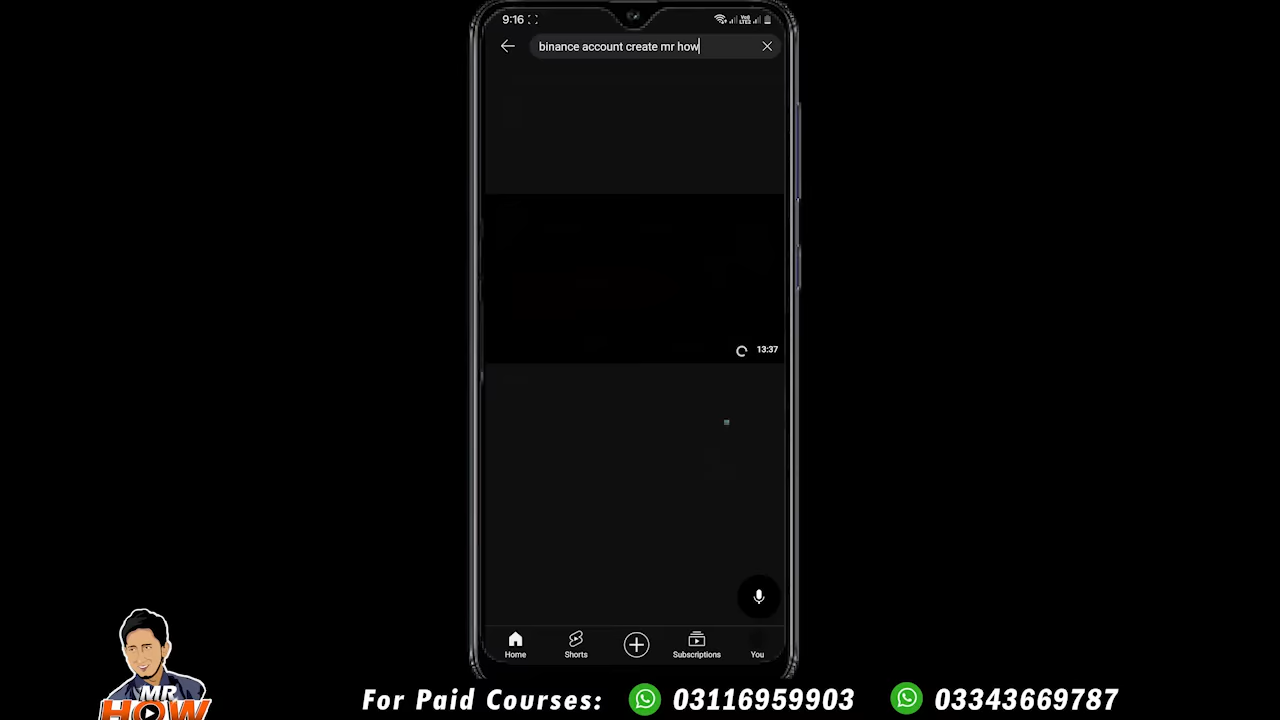 9:16
binance account create mr how
13:37
Home
Shorts
Subscriptions
You
MR
HOW
For Paid Courses: 03116959903 03343669787